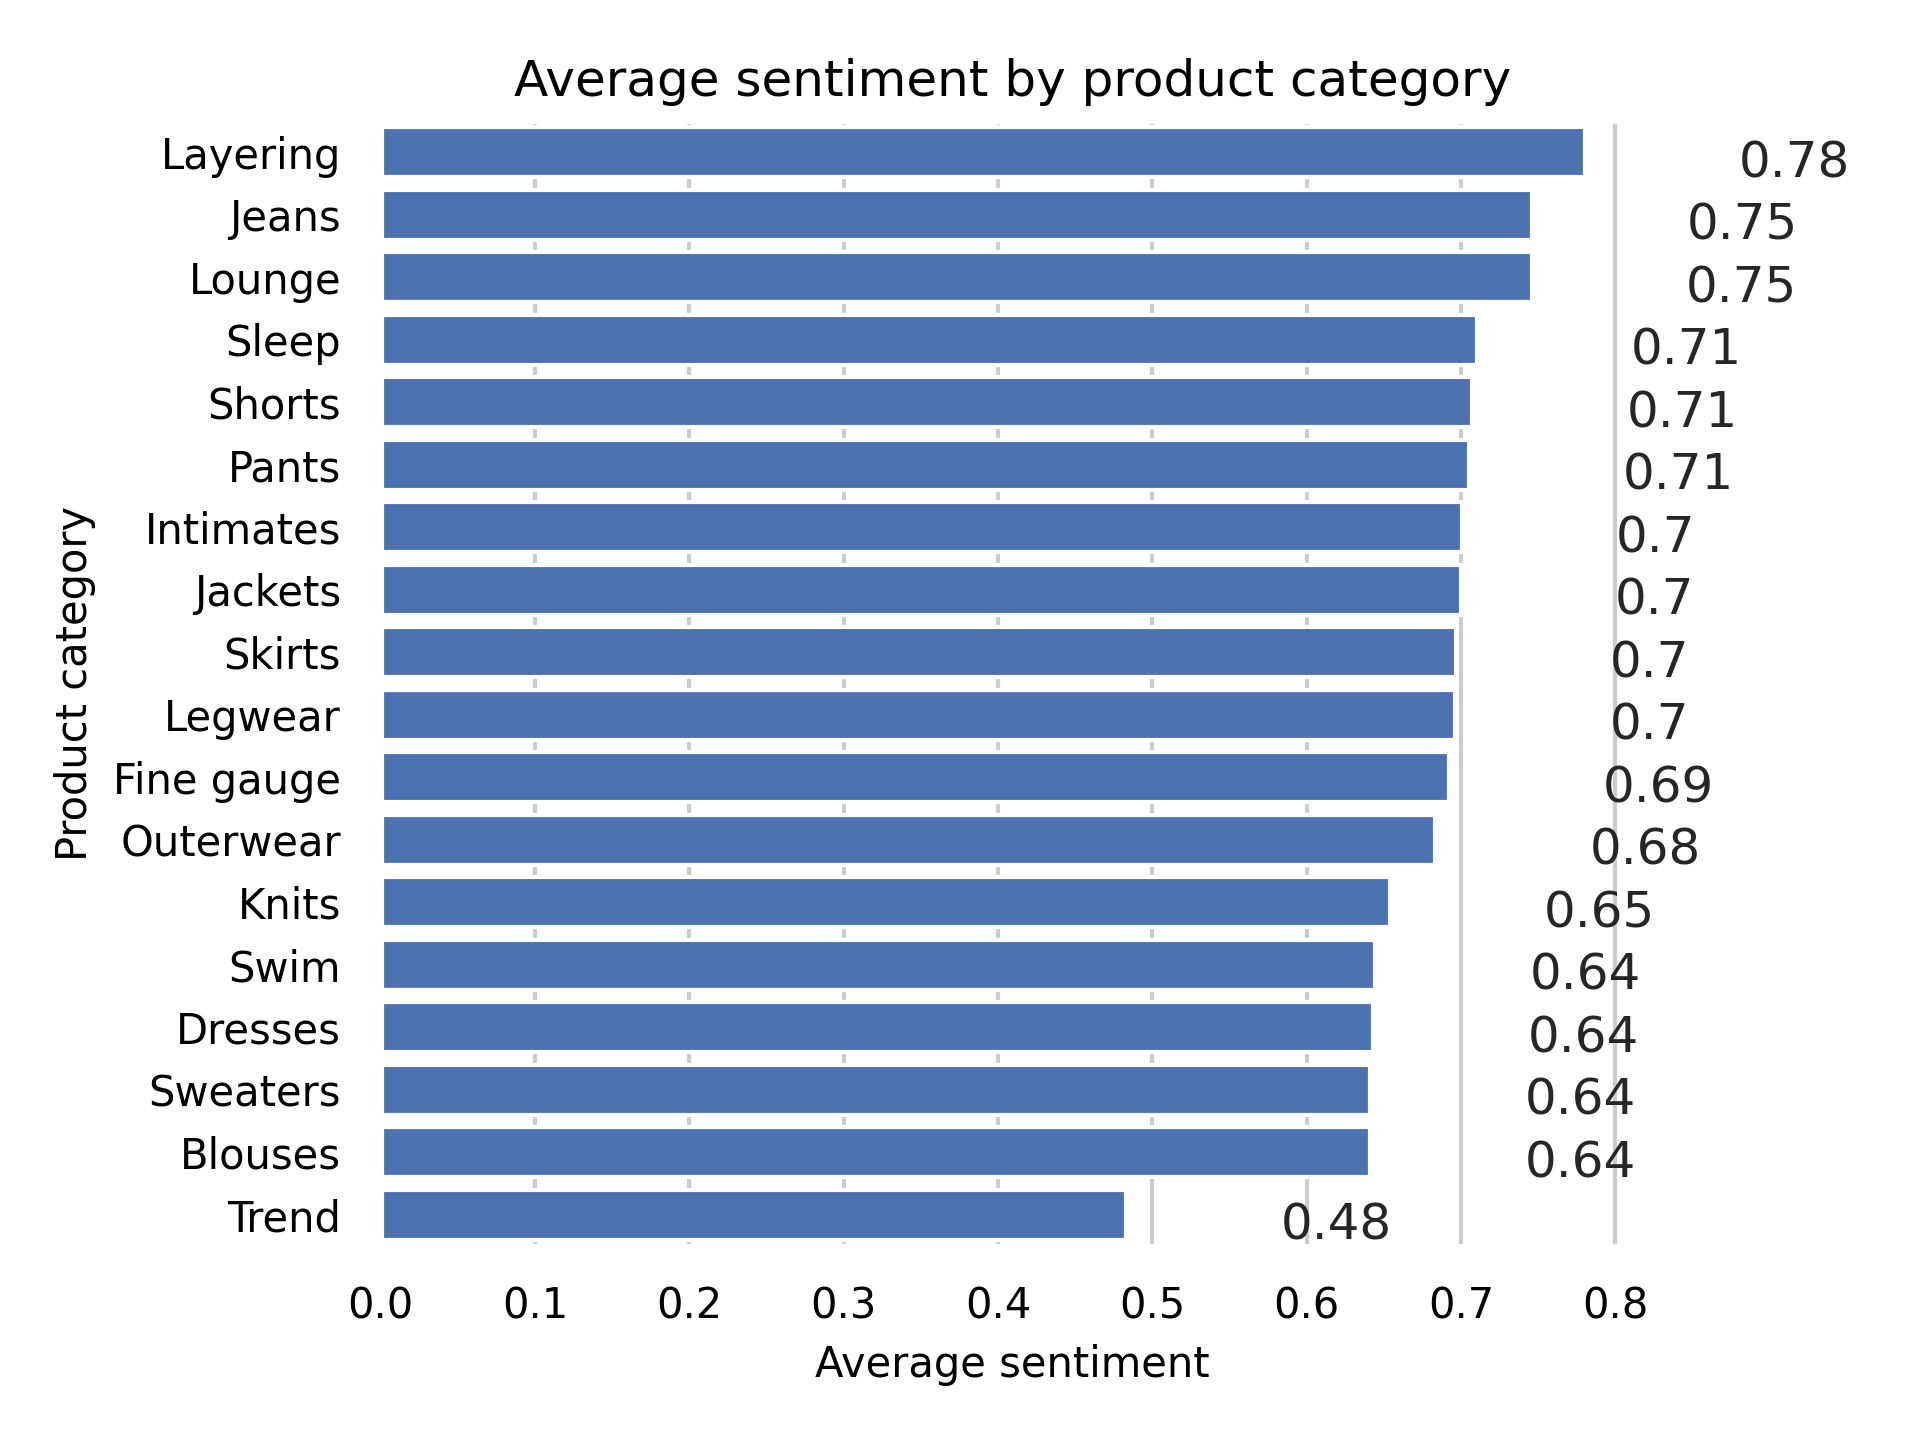 Average sentiment by product category
Layering 0.78
Jeans 0.75
Lounge 0.75
Sleep 0.71
Shorts 0.71
Pants 0.71
Intimates 0.7
Jackets 0.7
Skirts 0.7
Legwear 0.7
Fine gauge 0.69
Outerwear 0.68
Knits 0.65
Swim 0.64
Dresses 0.64
Sweaters 0.64
Blouses 0.64
Trend 0.48
Product category
0.0 0.1 0.2 0.3 0.4 0.5 0.6 0.7 0.8
Average sentiment